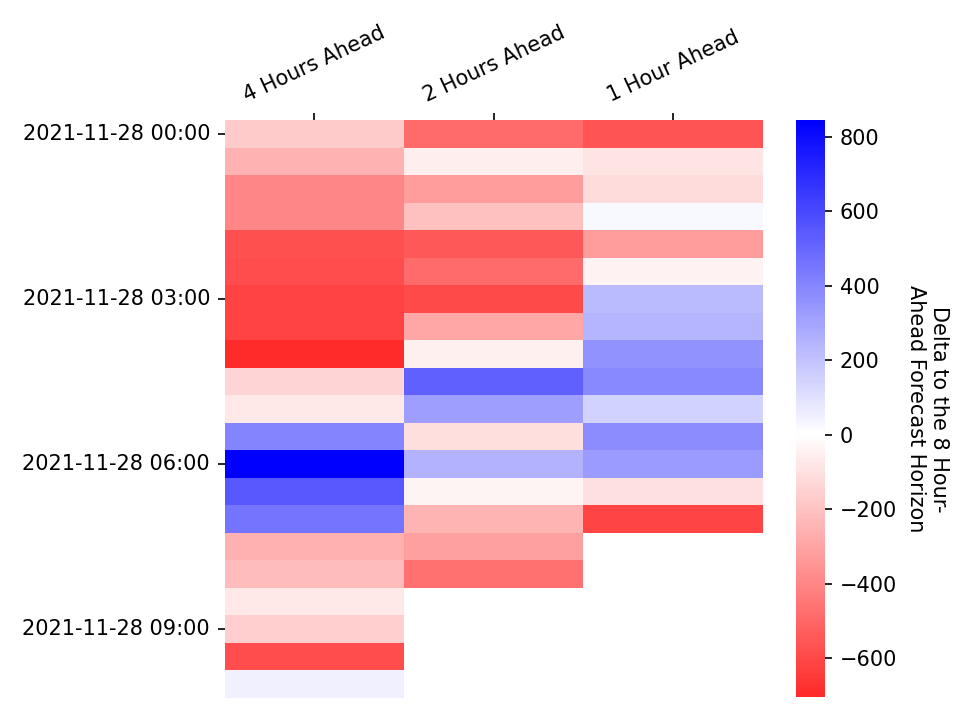 4 Hours Ahead
2 Hours Ahead
1 Hour Ahead
2021-11-28 00:00
2021-11-28 03:00
2021-11-28 06:00
2021-11-28 09:00
800
600
400
200
0
−200
−400
−600
Delta to the 8 Hour-
Ahead Forecast Horizon